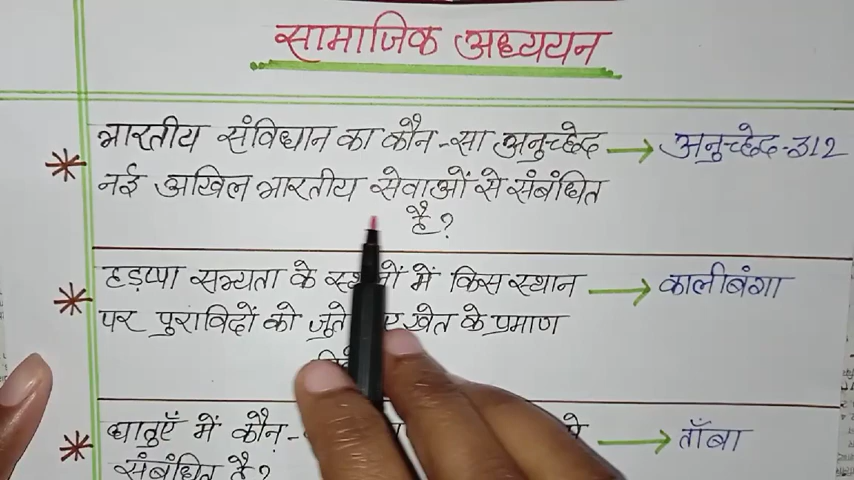 सामाजिक अध्ययन
भारतीय संविधान का कौन-सा अनुच्छेद → अनुच्छेद-312
नई अखिल भारतीय सेवाओं से संबंधित
है?
हड़प्पा सभ्यता के स्थलों में किस स्थान → कालीबंगा
पर पुराविदों को जुते खेत के प्रमाण
धातुएँ में कौन- → ताँबा
संबंधित है?